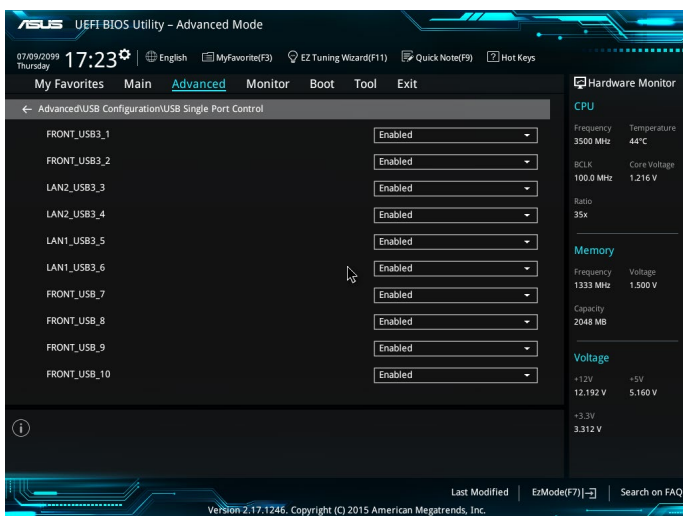 ASUS UEFI BIOS Utility – Advanced Mode
07/09/2099 Thursday 17:23 English MyFavorite(F3) EZ Tuning Wizard(F11) Quick Note(F9) Hot Keys
My Favorites Main Advanced Monitor Boot Tool Exit
← Advanced\USB Configuration\USB Single Port Control
FRONT_USB3_1 Enabled
FRONT_USB3_2 Enabled
LAN2_USB3_3 Enabled
LAN2_USB3_4 Enabled
LAN1_USB3_5 Enabled
LAN1_USB3_6 Enabled
FRONT_USB_7 Enabled
FRONT_USB_8 Enabled
FRONT_USB_9 Enabled
FRONT_USB_10 Enabled
Hardware Monitor
CPU
Frequency Temperature
3500 MHz 44°C
BCLK Core Voltage
100.0 MHz 1.216 V
Ratio
35x
Memory
Frequency Voltage
1333 MHz 1.500 V
Capacity
2048 MB
Voltage
+12V +5V
12.192 V 5.160 V
+3.3V
3.312 V
Last Modified EzMode(F7) Search on FAQ
Version 2.17.1246. Copyright (C) 2015 American Megatrends, Inc.